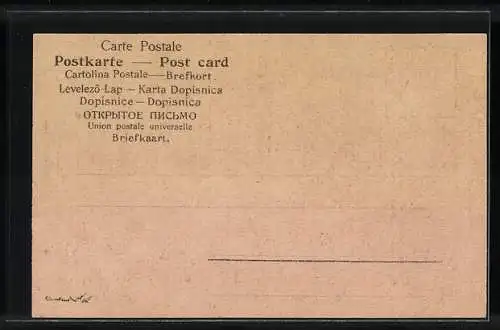 Carte Postale
Postkarte — Post card
Cartolina Postale — Brefkort.
Levelező-Lap – Karta Dopisnica
Dopisnice – Dopisnica
ОТКРЫТОЕ ПИСЬМО
Union postale universelle
Briefkaart.